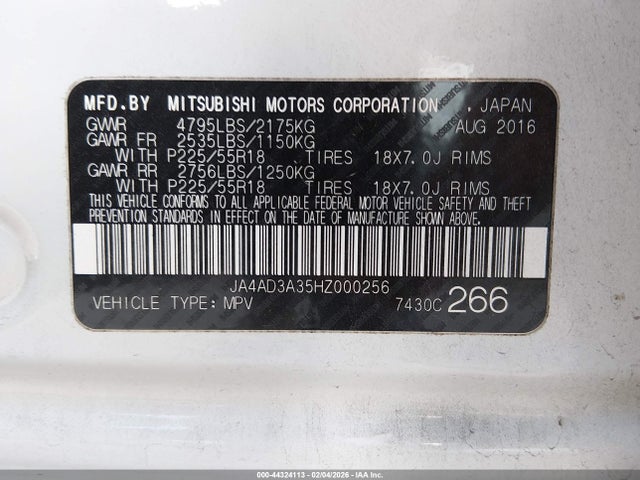 MFD.BY MITSUBISHI MOTORS CORPORATION , JAPAN
GVWR 4795LBS/2175KG AUG 2016
GAWR FR 2535LBS/1150KG
WITH P225/55R18 TIRES 18X7.0J RIMS
GAWR RR 2756LBS/1250KG
WITH P225/55R18 TIRES 18X7.0J RIMS
THIS VEHICLE CONFORMS TO ALL APPLICABLE FEDERAL MOTOR VEHICLE SAFETY AND THEFT
PREVENTION STANDARDS IN EFFECT ON THE DATE OF MANUFACTURE SHOWN ABOVE.
JA4AD3A35HZ000256
VEHICLE TYPE: MPV 7430C 266
000-44324113 - 02/04/2026 - IAA Inc.